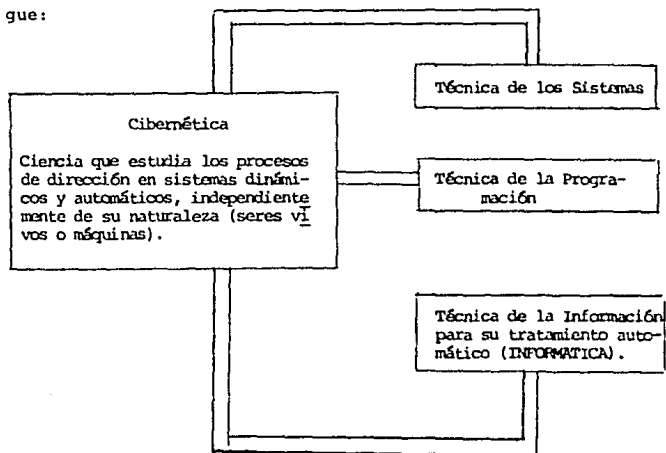 gue:
Cibernética
Ciencia que estudia los procesos
de dirección en sistemas dinámi-
cos y automáticos, independiente
mente de su naturaleza (seres vi
vos o máquinas).
Técnica de los Sistemas
Técnica de la Progra-
mación
Técnica de la Información
para su tratamiento auto-
mático (INFORMATICA).